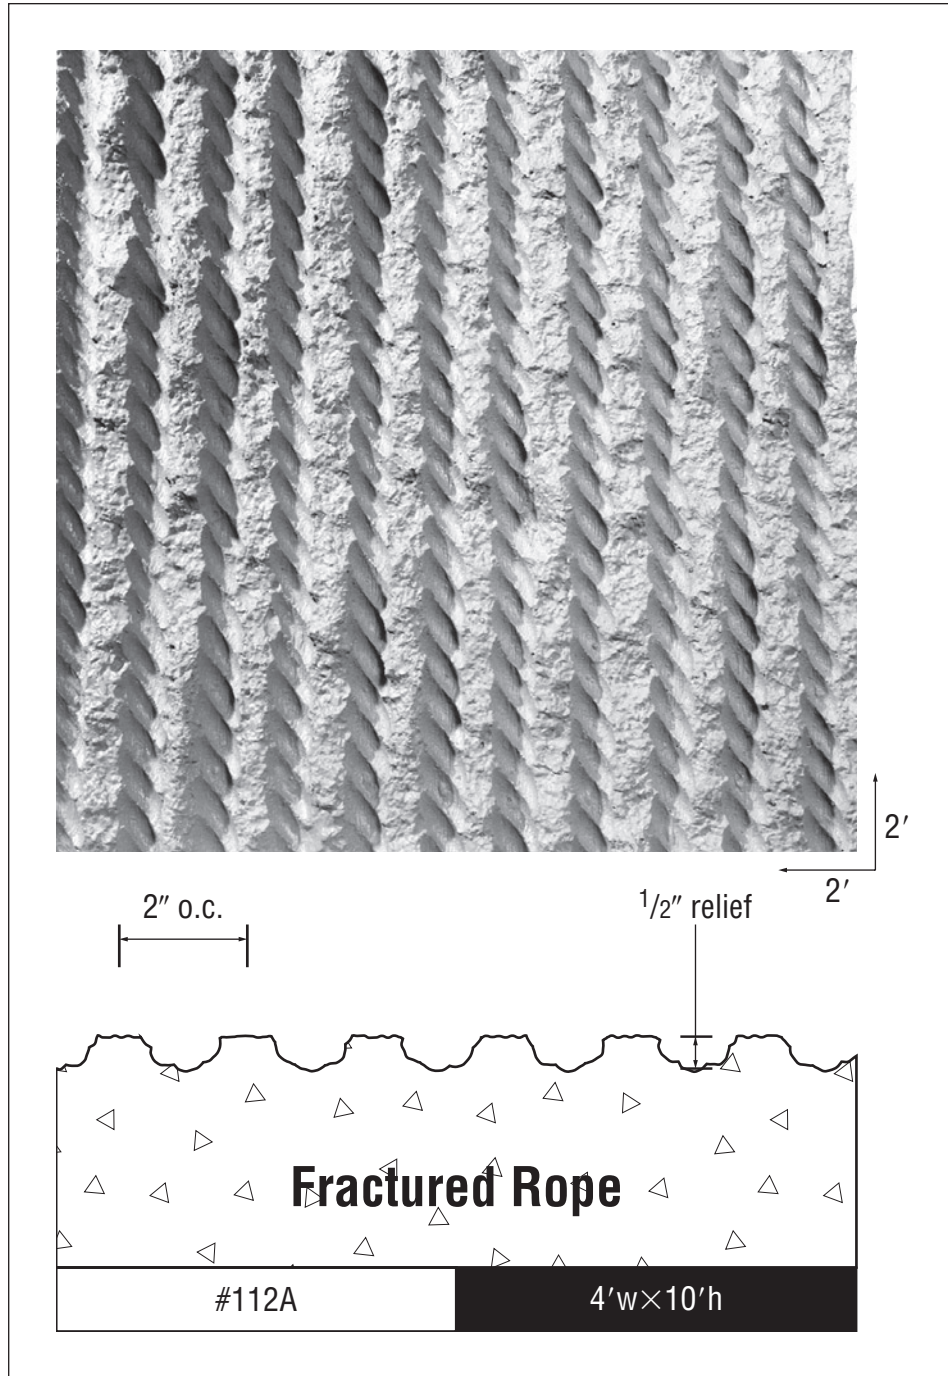 2′
2′
2″ o.c.
1/2″ relief
Fractured Rope
#112A
4′w×10′h